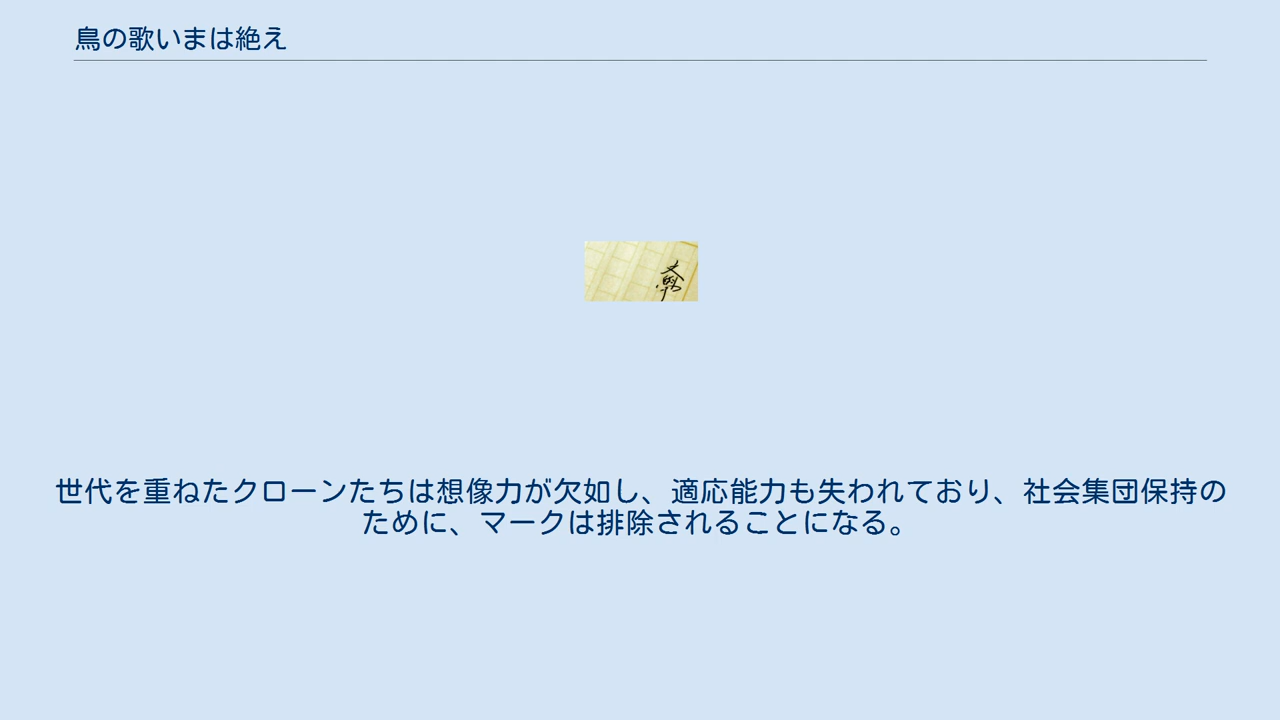 鳥の歌いまは絶え
世代を重ねたクローンたちは想像力が欠如し、適応能力も失われており、社会集団保持の
ために、マークは排除されることになる。